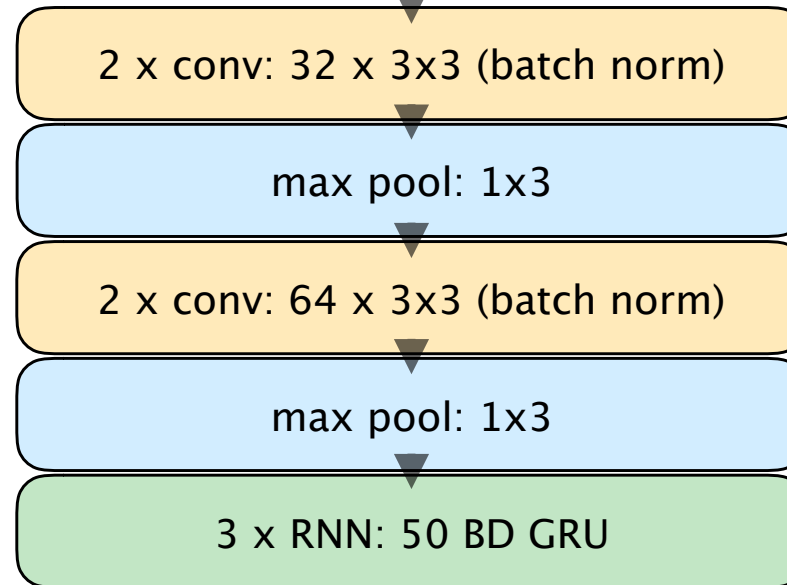 2 x conv: 32 x 3x3 (batch norm)
max pool: 1x3
2 x conv: 64 x 3x3 (batch norm)
max pool: 1x3
3 x RNN: 50 BD GRU